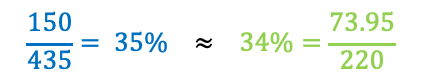 150/435 = 35% ≈ 34% = 73.95/220